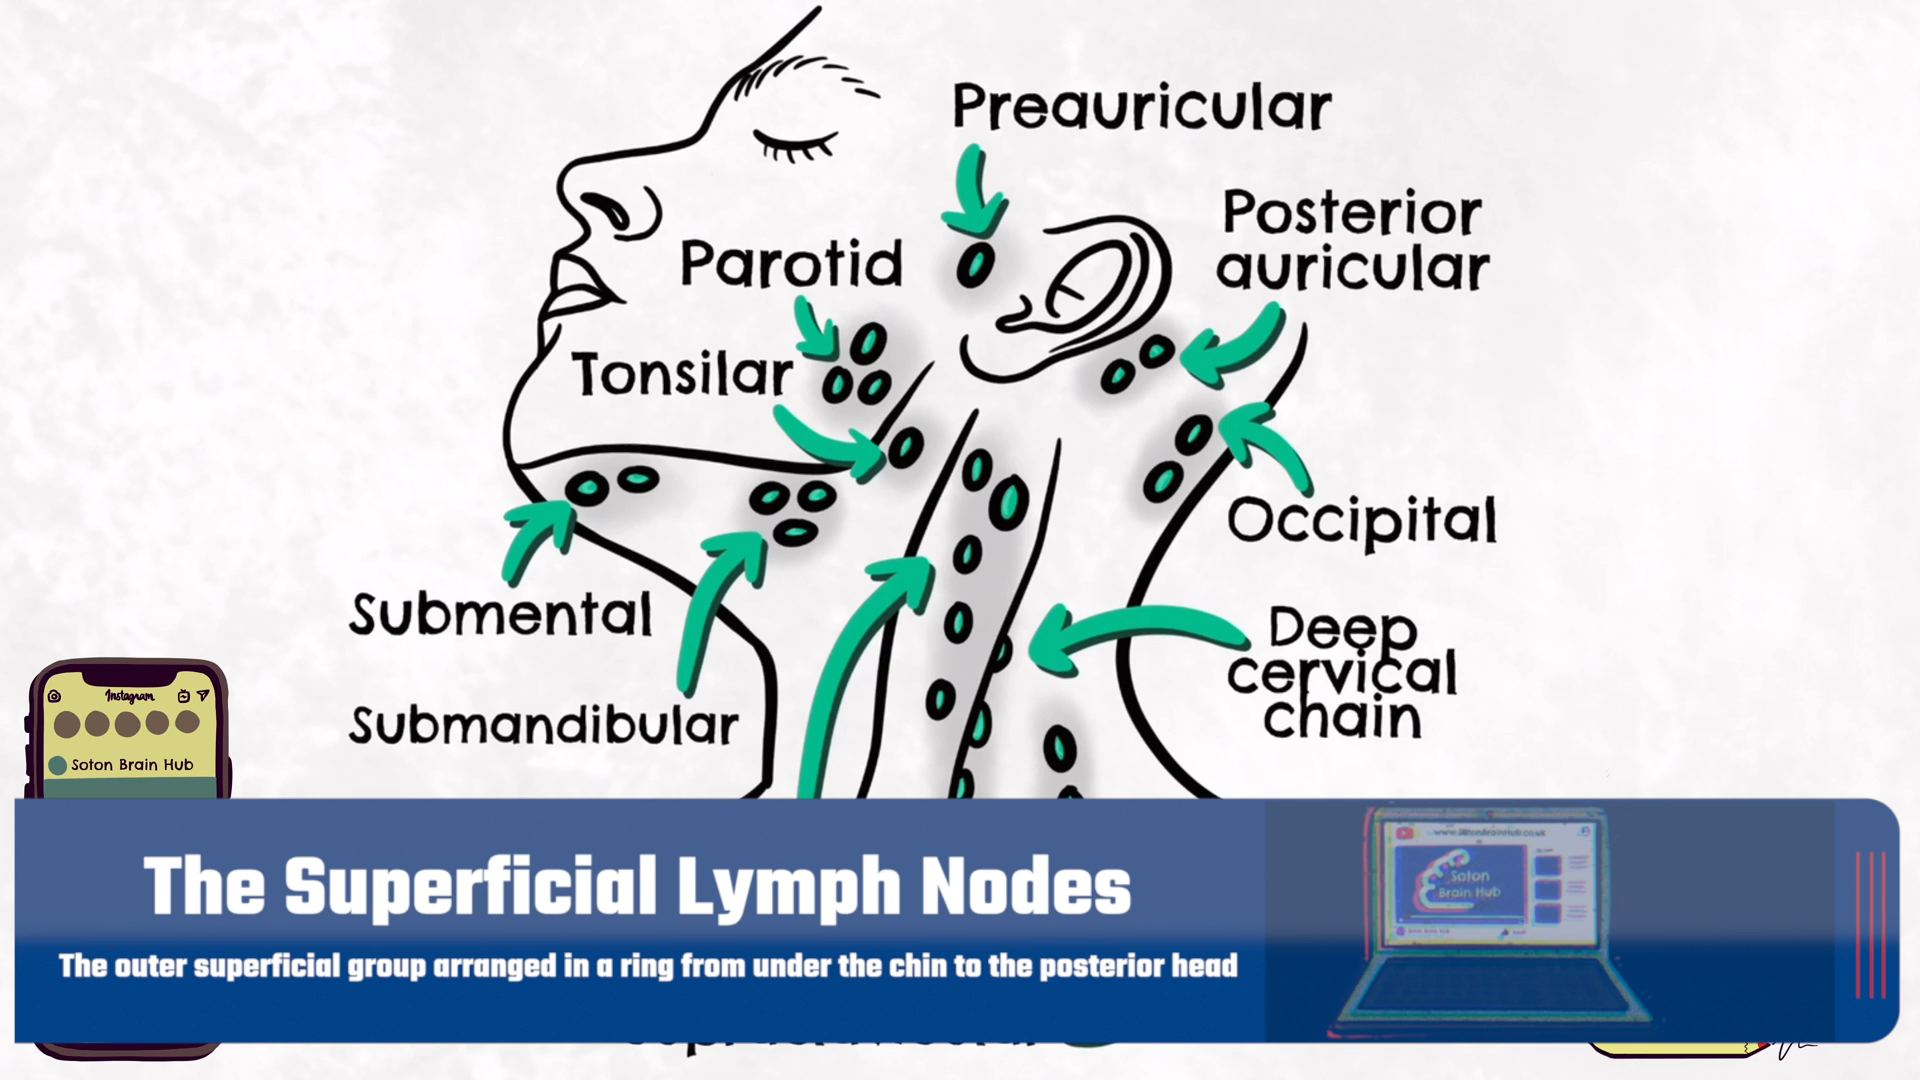 Preauricular
Posterior
auricular
Parotid
Tonsilar
Occipital
Submental
Deep
cervical
chain
Submandibular
Instagram
Soton Brain Hub
The Superficial Lymph Nodes
The outer superficial group arranged in a ring from under the chin to the posterior head
Soton
Brain Hub